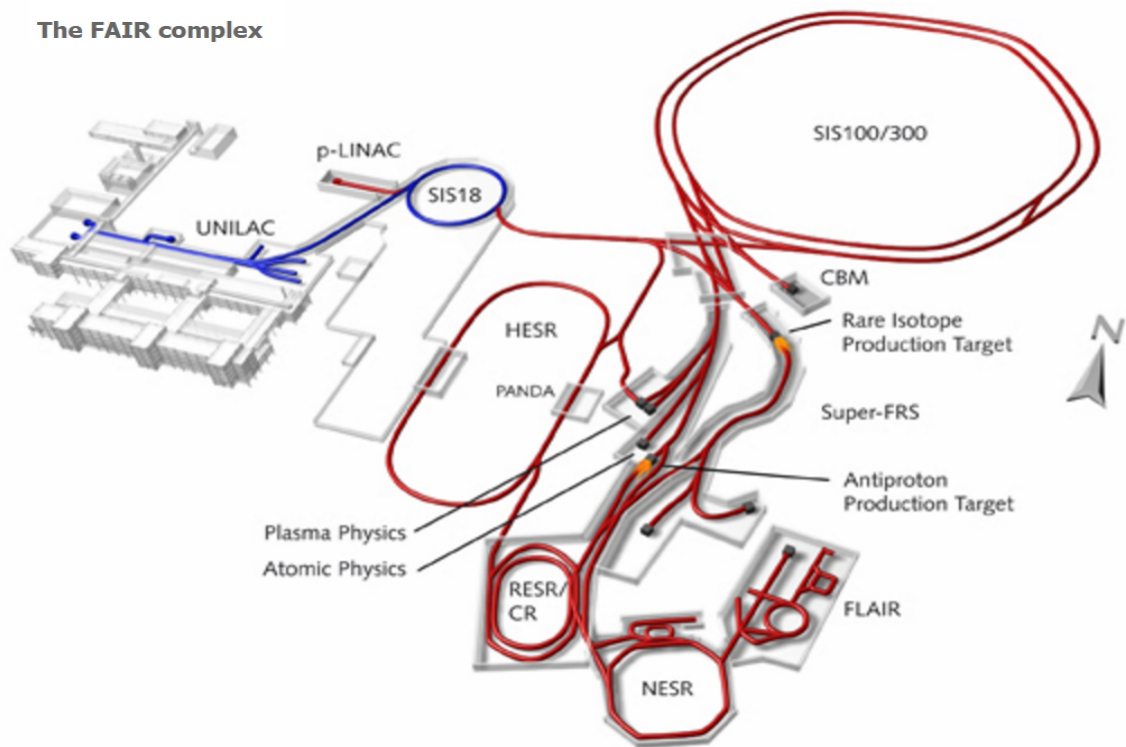 The FAIR complex
p-LINAC
SIS100/300
SIS18
UNILAC
CBM
HESR
Rare Isotope
Production Target
N
PANDA
Super-FRS
Antiproton
Production Target
Plasma Physics
Atomic Physics
RESR/
CR
FLAIR
NESR